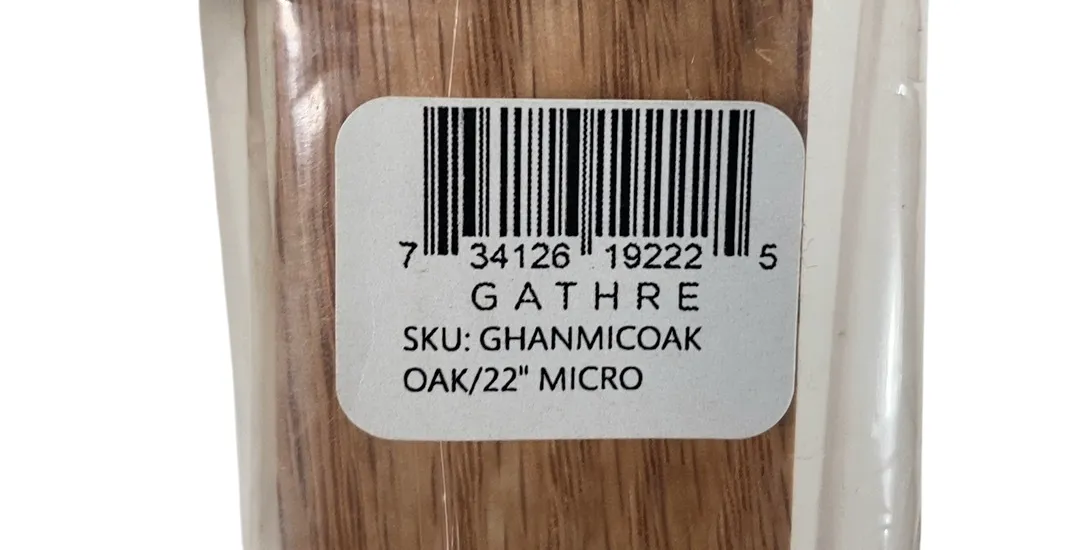 7 34126 19222 5
GATHRE
SKU: GHANMICOAK
OAK/22" MICRO